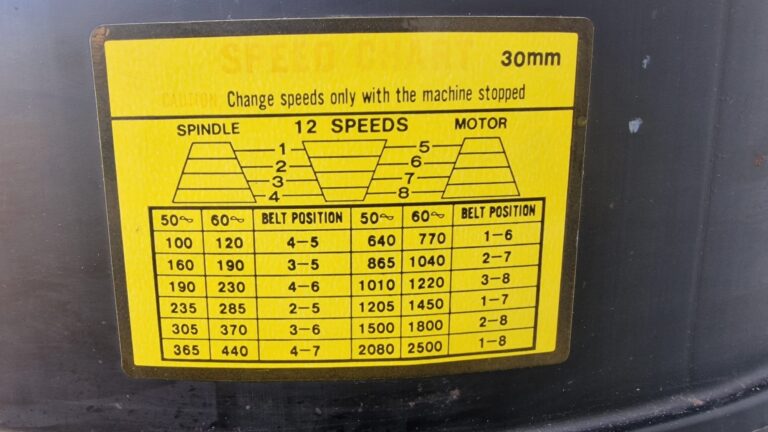 SPEED CHART 30mm
CAUTION: Change speeds only with the machine stopped
SPINDLE 12 SPEEDS MOTOR
1 5
2 6
3 7
4 8
50~ 60~ BELT POSITION 50~ 60~ BELT POSITION
100 120 4-5 640 770 1-6
160 190 3-5 865 1040 2-7
190 230 4-6 1010 1220 3-8
235 285 2-5 1205 1450 1-7
305 370 3-6 1500 1800 2-8
365 440 4-7 2080 2500 1-8